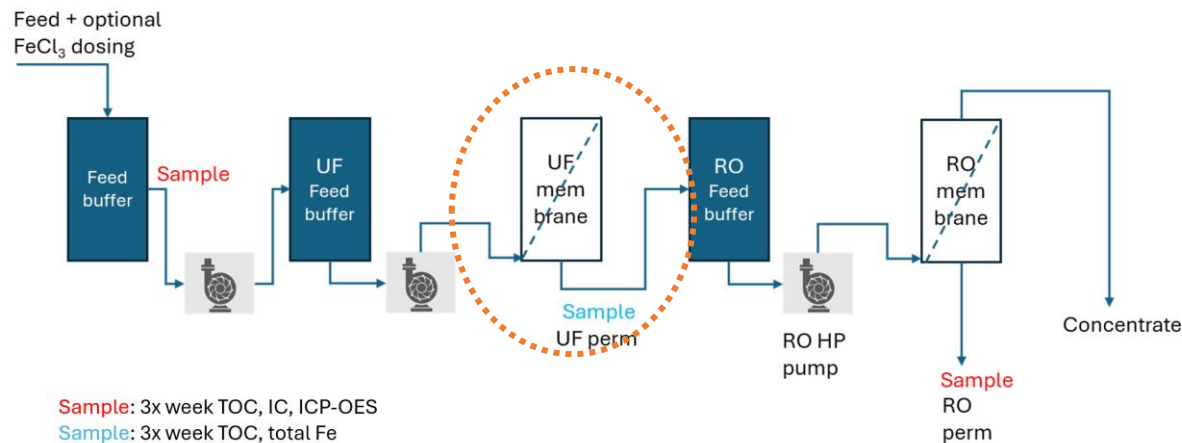 Feed + optional
FeCl₃ dosing
Feed
buffer
Sample
UF
Feed
buffer
UF
mem
brane
Sample
UF perm
RO
Feed
buffer
RO HP
pump
RO
mem
brane
Concentrate
Sample
RO
perm
Sample: 3x week TOC, IC, ICP-OES
Sample: 3x week TOC, total Fe